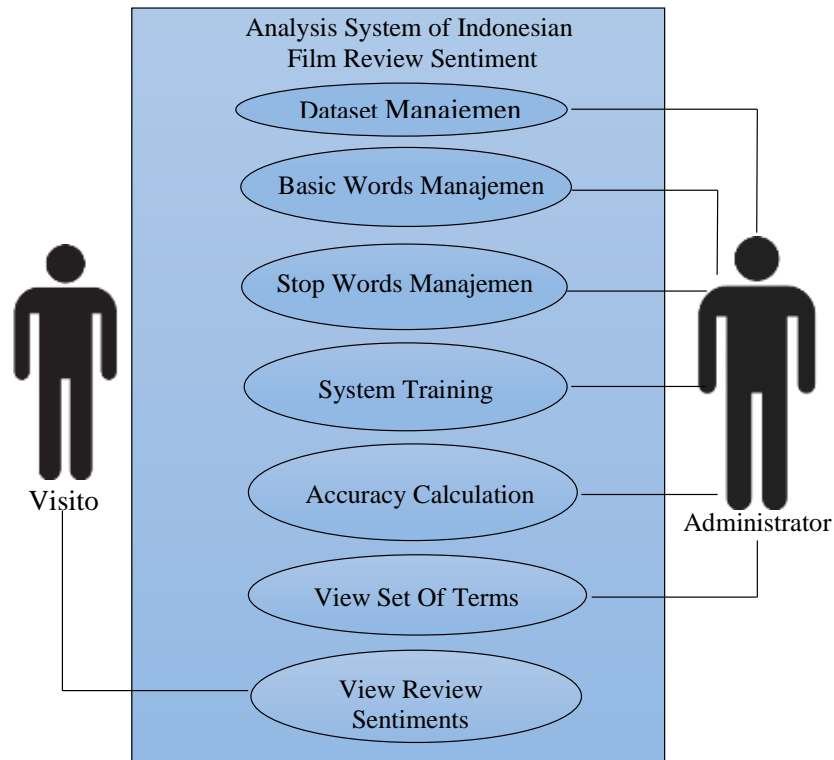 Analysis System of Indonesian
Film Review Sentiment
Dataset Manajemen
Basic Words Manajemen
Stop Words Manajemen
System Training
Accuracy Calculation
View Set Of Terms
View Review
Sentiments
Visito
Administrator